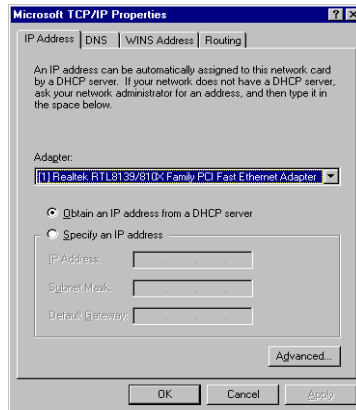 Microsoft TCP/IP Properties
IP Address DNS WINS Address Routing
An IP address can be automatically assigned to this network card
by a DHCP server. If your network does not have a DHCP server,
ask your network administrator for an address, and then type it in
the space below.
Adapter:
[1] Realtek RTL8139/810X Family PCI Fast Ethernet Adapter
Obtain an IP address from a DHCP server
Specify an IP address
IP Address:
Subnet Mask:
Default Gateway:
Advanced...
OK Cancel Apply